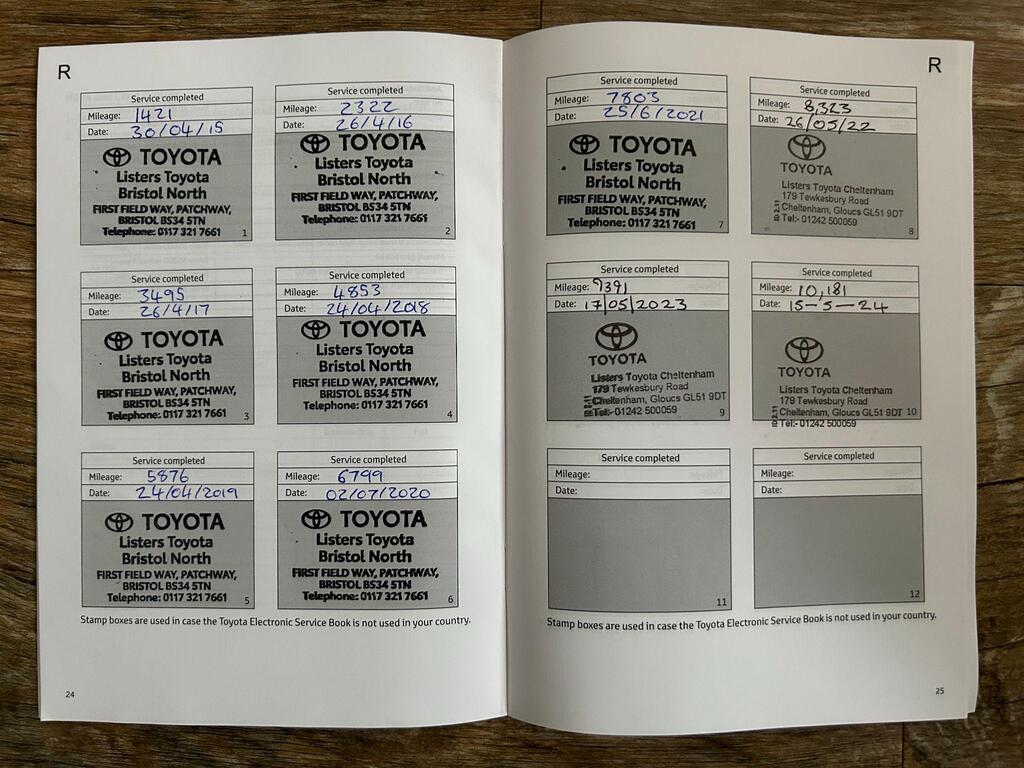 R
Service completed
Mileage: 1421
Date: 30/04/15
TOYOTA
Listers Toyota
Bristol North
FIRST FIELD WAY, PATCHWAY,
BRISTOL BS34 5TN
Telephone: 0117 321 7661
1
Service completed
Mileage: 2322
Date: 26/4/16
TOYOTA
Listers Toyota
Bristol North
FIRST FIELD WAY, PATCHWAY,
BRISTOL BS34 5TN
Telephone: 0117 321 7661
2
Service completed
Mileage: 3495
Date: 26/4/17
TOYOTA
Listers Toyota
Bristol North
FIRST FIELD WAY, PATCHWAY,
BRISTOL BS34 5TN
Telephone: 0117 321 7661
3
Service completed
Mileage: 4853
Date: 24/04/2018
TOYOTA
Listers Toyota
Bristol North
FIRST FIELD WAY, PATCHWAY,
BRISTOL BS34 5TN
Telephone: 0117 321 7661
4
Service completed
Mileage: 5876
Date: 24/04/2019
TOYOTA
Listers Toyota
Bristol North
FIRST FIELD WAY, PATCHWAY,
BRISTOL BS34 5TN
Telephone: 0117 321 7661
5
Service completed
Mileage: 6799
Date: 02/07/2020
TOYOTA
Listers Toyota
Bristol North
FIRST FIELD WAY, PATCHWAY,
BRISTOL BS34 5TN
Telephone: 0117 321 7661
6
Stamp boxes are used in case the Toyota Electronic Service Book is not used in your country.
24
R
Service completed
Mileage: 7803
Date: 25/6/2021
TOYOTA
Listers Toyota
Bristol North
FIRST FIELD WAY, PATCHWAY,
BRISTOL BS34 5TN
Telephone: 0117 321 7661
7
Service completed
Mileage: 8,323
Date: 26/05/22
TOYOTA
Listers Toyota Cheltenham
179 Tewkesbury Road
Cheltenham, Gloucs GL51 9DT
Tel:- 01242 500059
8
Service completed
Mileage: 9391
Date: 17/05/2023
TOYOTA
Listers Toyota Cheltenham
179 Tewkesbury Road
Cheltenham, Gloucs GL51 9DT
Tel:- 01242 500059
9
Service completed
Mileage: 10,181
Date: 15-5-24
TOYOTA
Listers Toyota Cheltenham
179 Tewkesbury Road
Cheltenham, Gloucs GL51 9DT
Tel:- 01242 500059
10
Service completed
Mileage:
Date:
11
Service completed
Mileage:
Date:
12
Stamp boxes are used in case the Toyota Electronic Service Book is not used in your country.
25